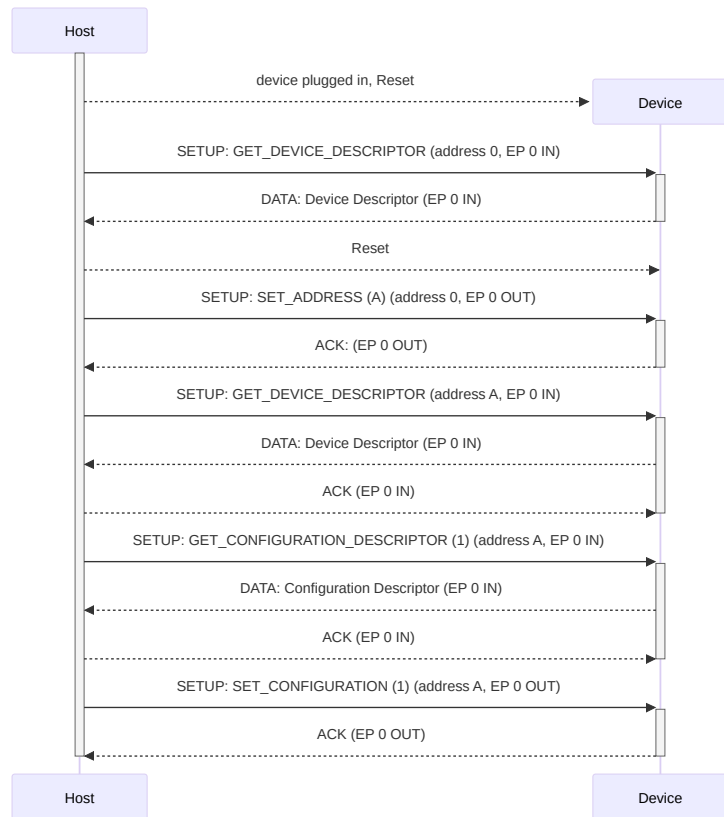 Host
device plugged in, Reset
Device
SETUP: GET_DEVICE_DESCRIPTOR (address 0, EP 0 IN)
DATA: Device Descriptor (EP 0 IN)
Reset
SETUP: SET_ADDRESS (A) (address 0, EP 0 OUT)
ACK: (EP 0 OUT)
SETUP: GET_DEVICE_DESCRIPTOR (address A, EP 0 IN)
DATA: Device Descriptor (EP 0 IN)
ACK (EP 0 IN)
SETUP: GET_CONFIGURATION_DESCRIPTOR (1) (address A, EP 0 IN)
DATA: Configuration Descriptor (EP 0 IN)
ACK (EP 0 IN)
SETUP: SET_CONFIGURATION (1) (address A, EP 0 OUT)
ACK (EP 0 OUT)
Host
Device